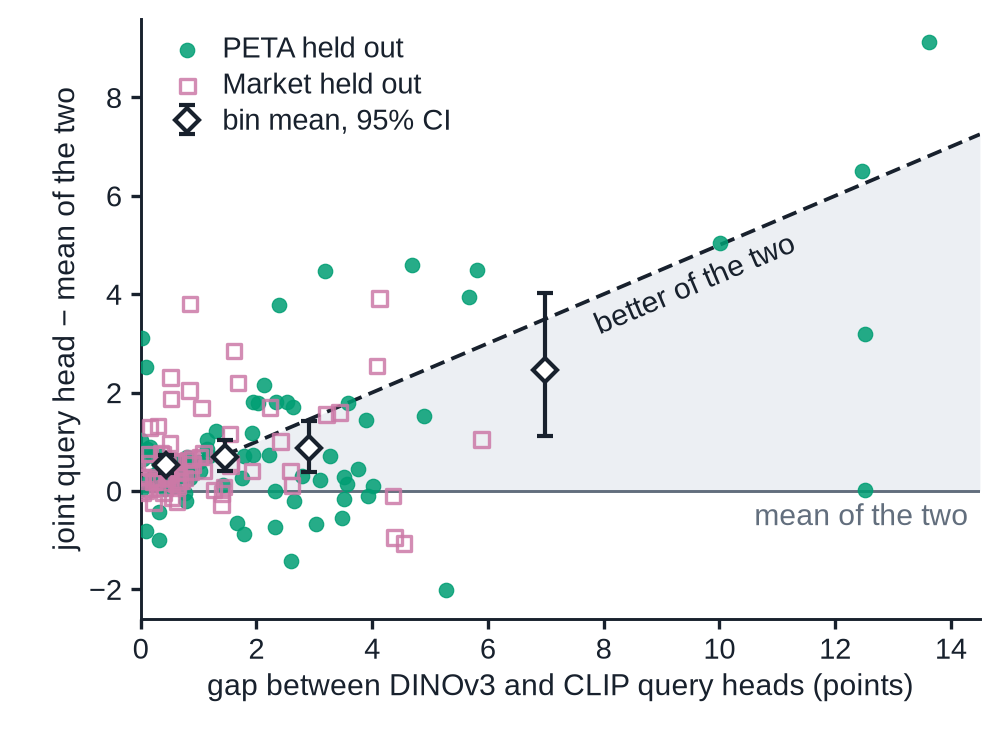 PETA held out
Market held out
bin mean, 95% CI
joint query head − mean of the two
8
6
4
2
0
−2
better of the two
mean of the two
0 2 4 6 8 10 12 14
gap between DINOv3 and CLIP query heads (points)